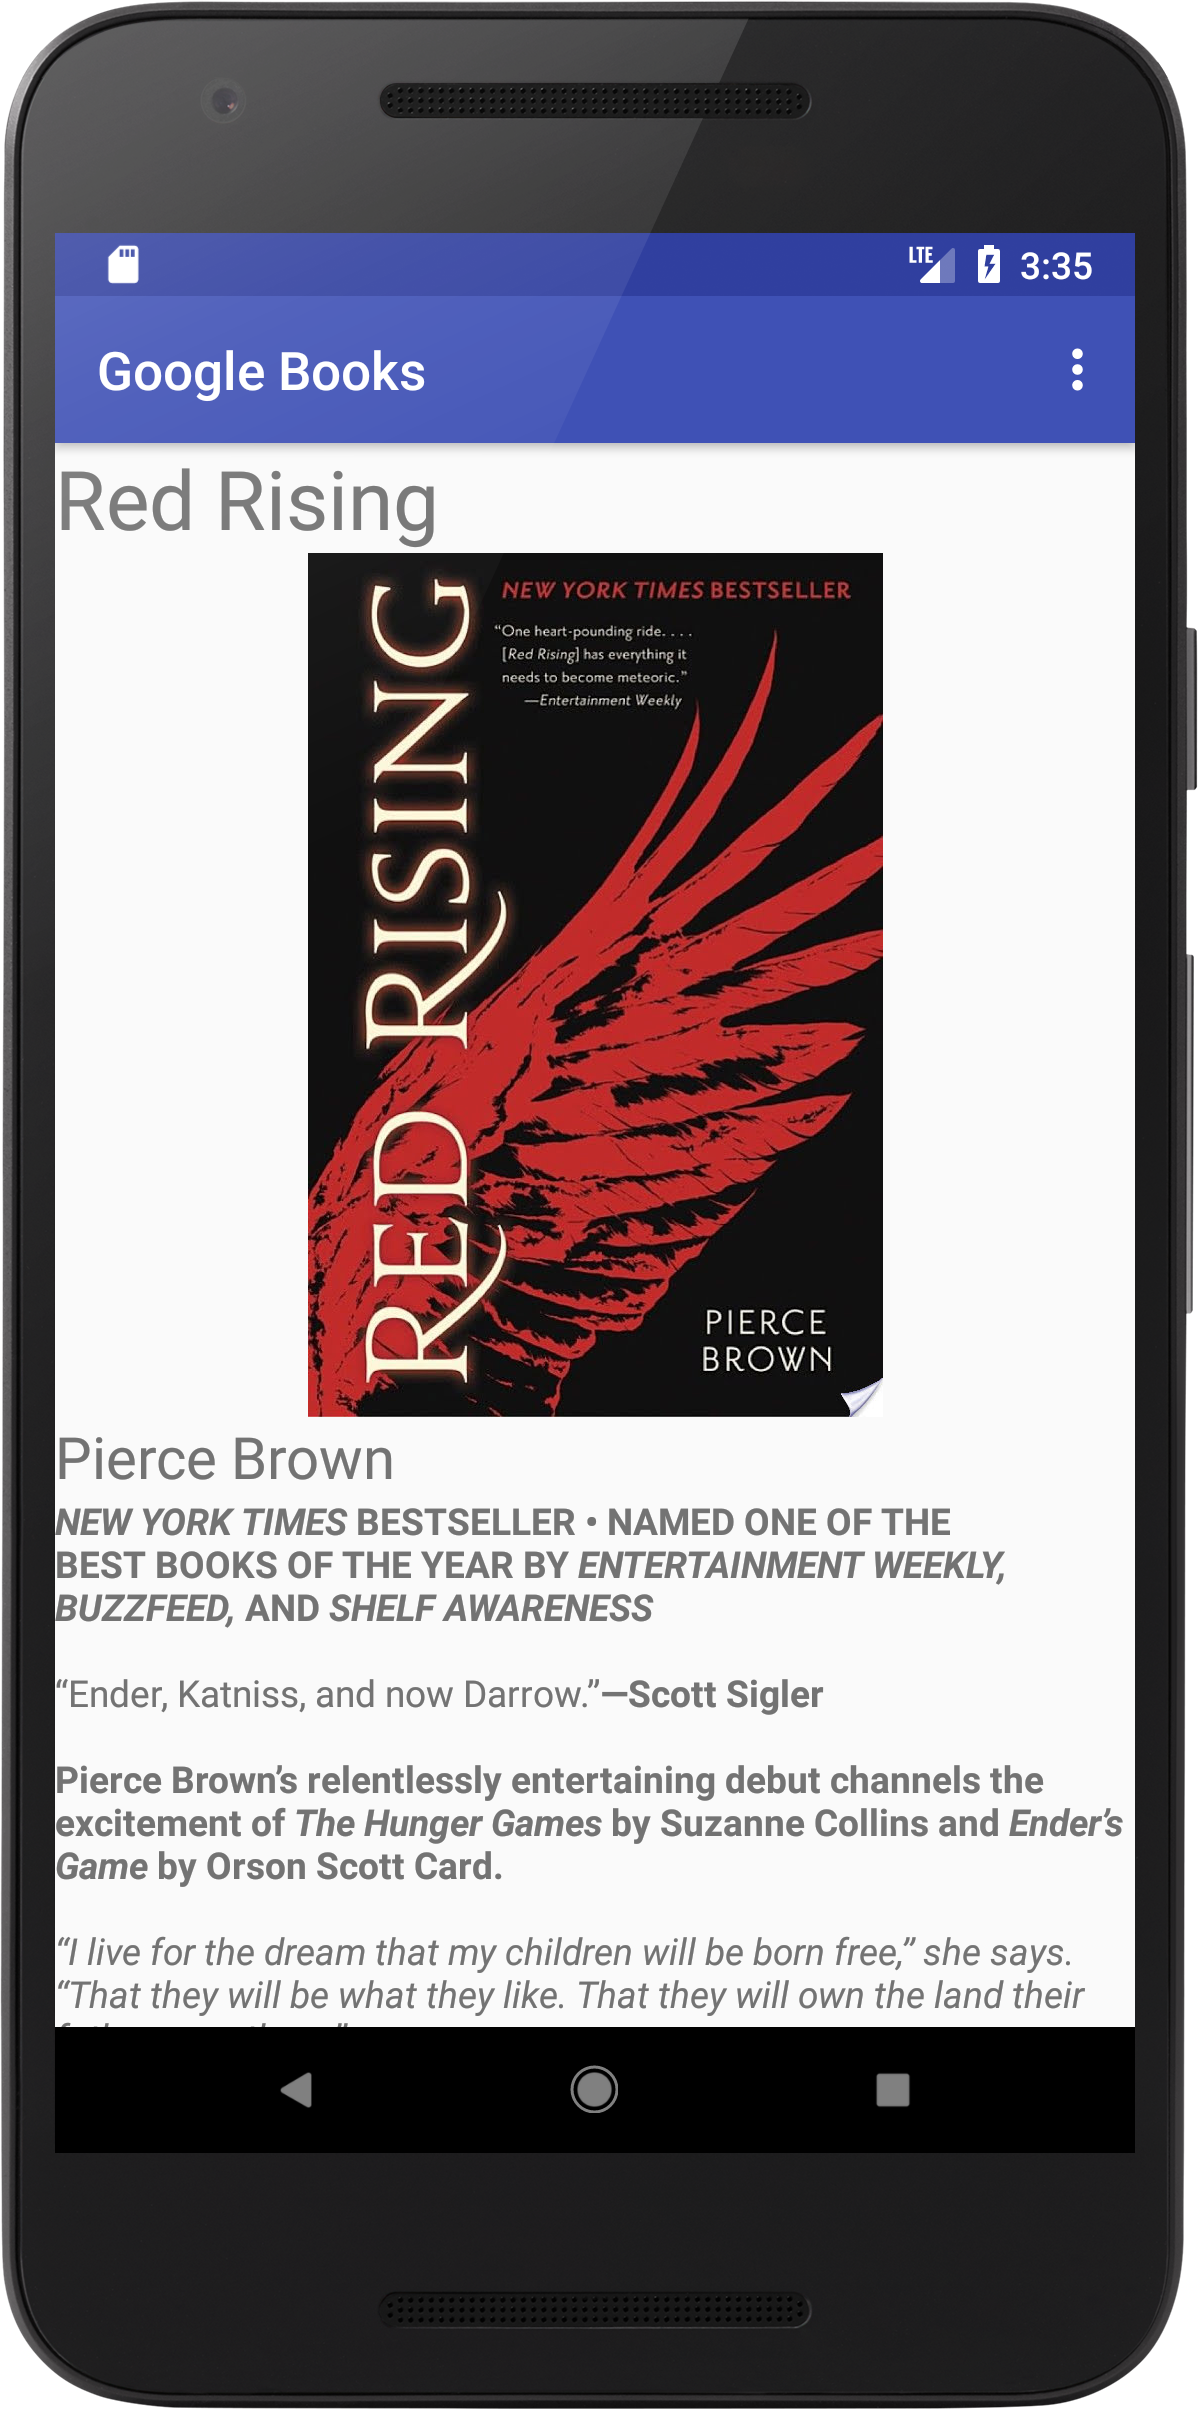 LTE 3:35
Google Books
Red Rising
NEW YORK TIMES BESTSELLER
“One heart-pounding ride. . . .
[Red Rising] has everything it
needs to become meteoric.”
—Entertainment Weekly
RED RISING
PIERCE
BROWN
Pierce Brown
NEW YORK TIMES BESTSELLER • NAMED ONE OF THE
BEST BOOKS OF THE YEAR BY ENTERTAINMENT WEEKLY,
BUZZFEED, AND SHELF AWARENESS
“Ender, Katniss, and now Darrow.”—Scott Sigler
Pierce Brown’s relentlessly entertaining debut channels the
excitement of The Hunger Games by Suzanne Collins and Ender’s
Game by Orson Scott Card.
“I live for the dream that my children will be born free,” she says.
“That they will be what they like. That they will own the land their